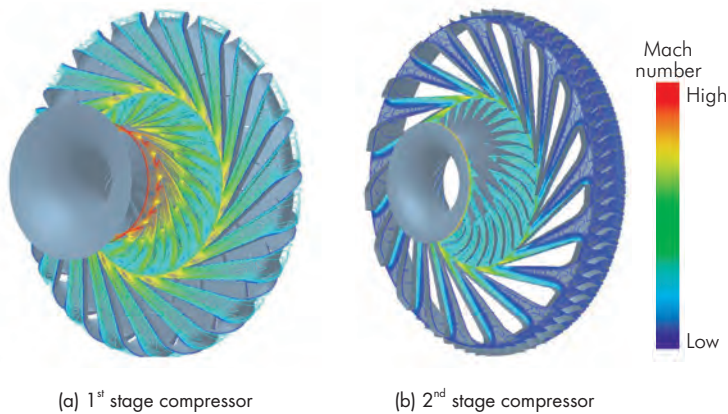 Mach
number
High
Low
(a) 1st stage compressor
(b) 2nd stage compressor